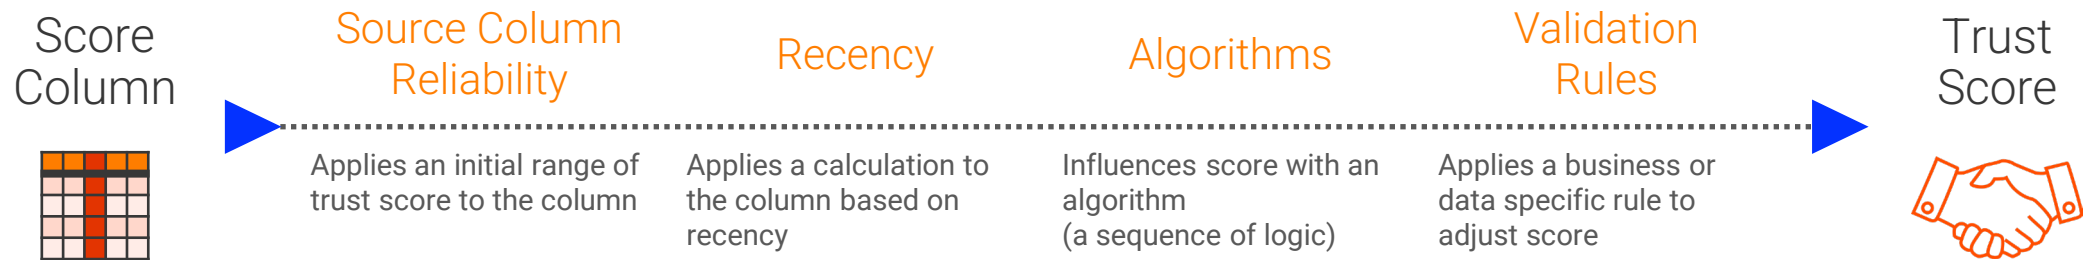 Score
Column
Source Column
Reliability
Applies an initial range of
trust score to the column
Recency
Applies a calculation to
the column based on
recency
Algorithms
Influences score with an
algorithm
(a sequence of logic)
Validation
Rules
Applies a business or
data specific rule to
adjust score
Trust
Score